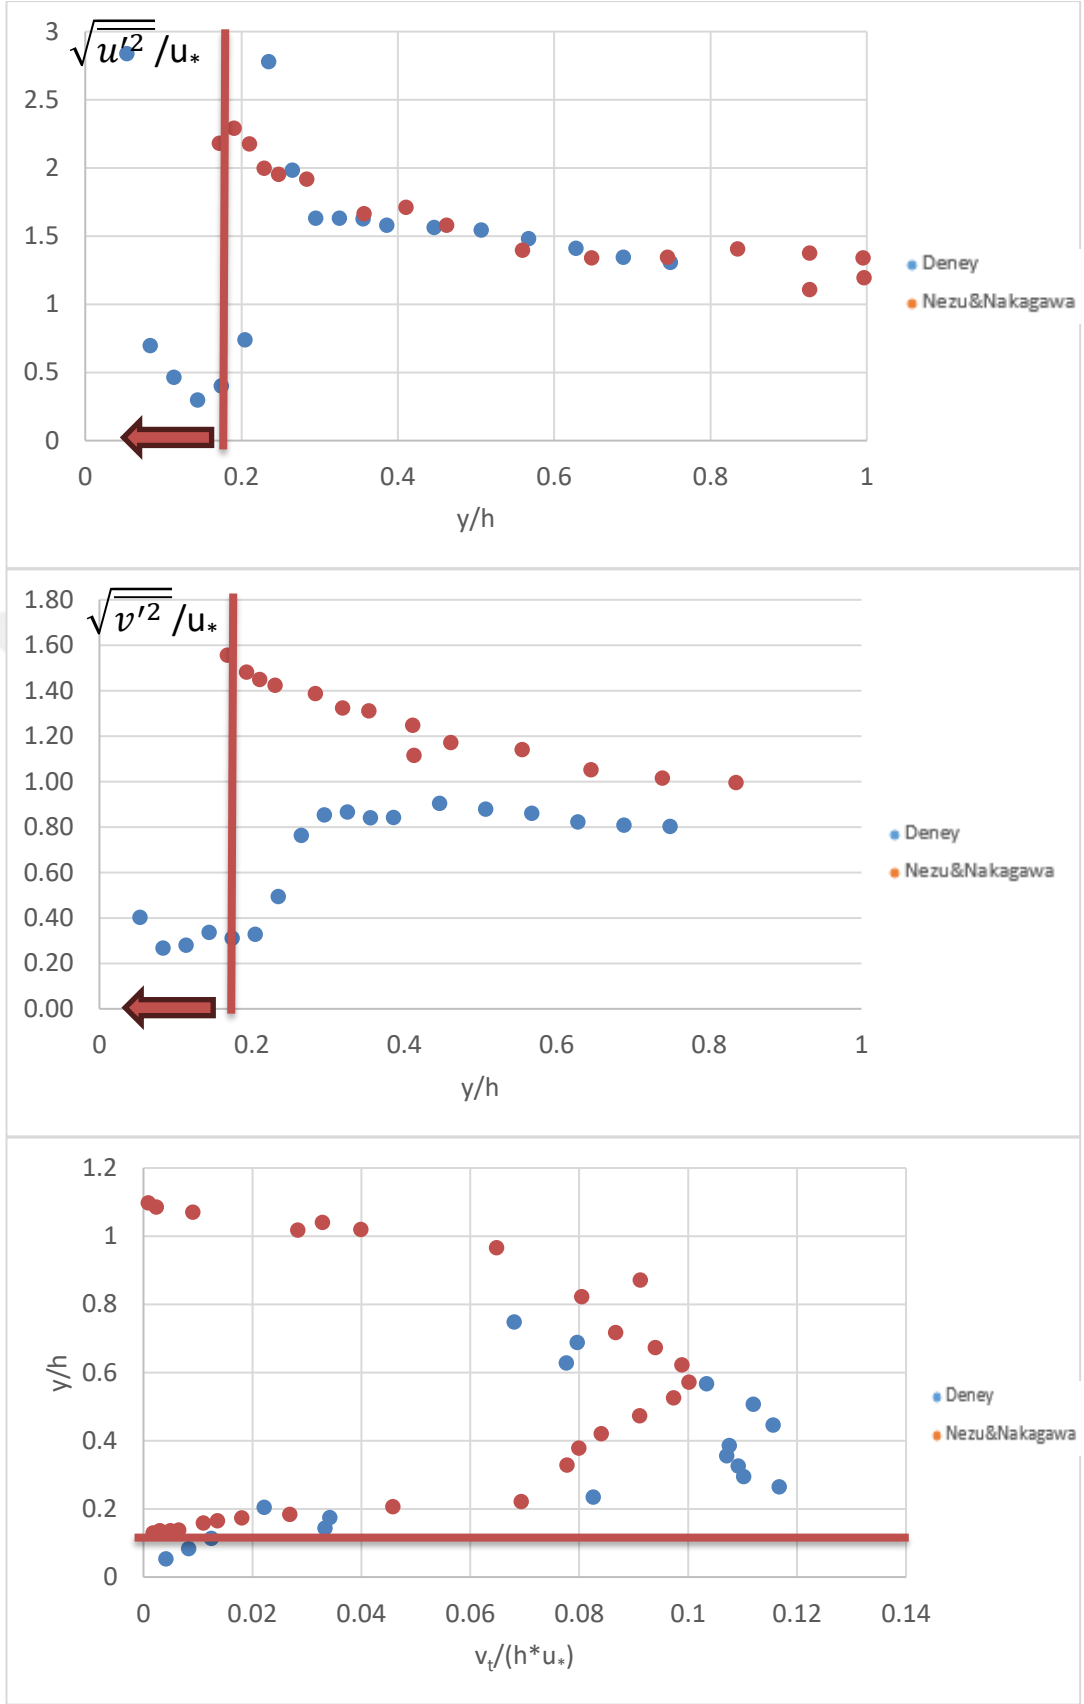 √u′² /u*
3
2.5
2
1.5
1
0.5
0
0 0.2 0.4 0.6 0.8 1
y/h
Deney
Nezu&Nakagawa
√v′² /u*
1.80
1.60
1.40
1.20
1.00
0.80
0.60
0.40
0.20
0.00
0 0.2 0.4 0.6 0.8 1
y/h
Deney
Nezu&Nakagawa
1.2
1
0.8
0.6
0.4
0.2
0
y/h
0 0.02 0.04 0.06 0.08 0.1 0.12 0.14
vt/(h*u*)
Deney
Nezu&Nakagawa